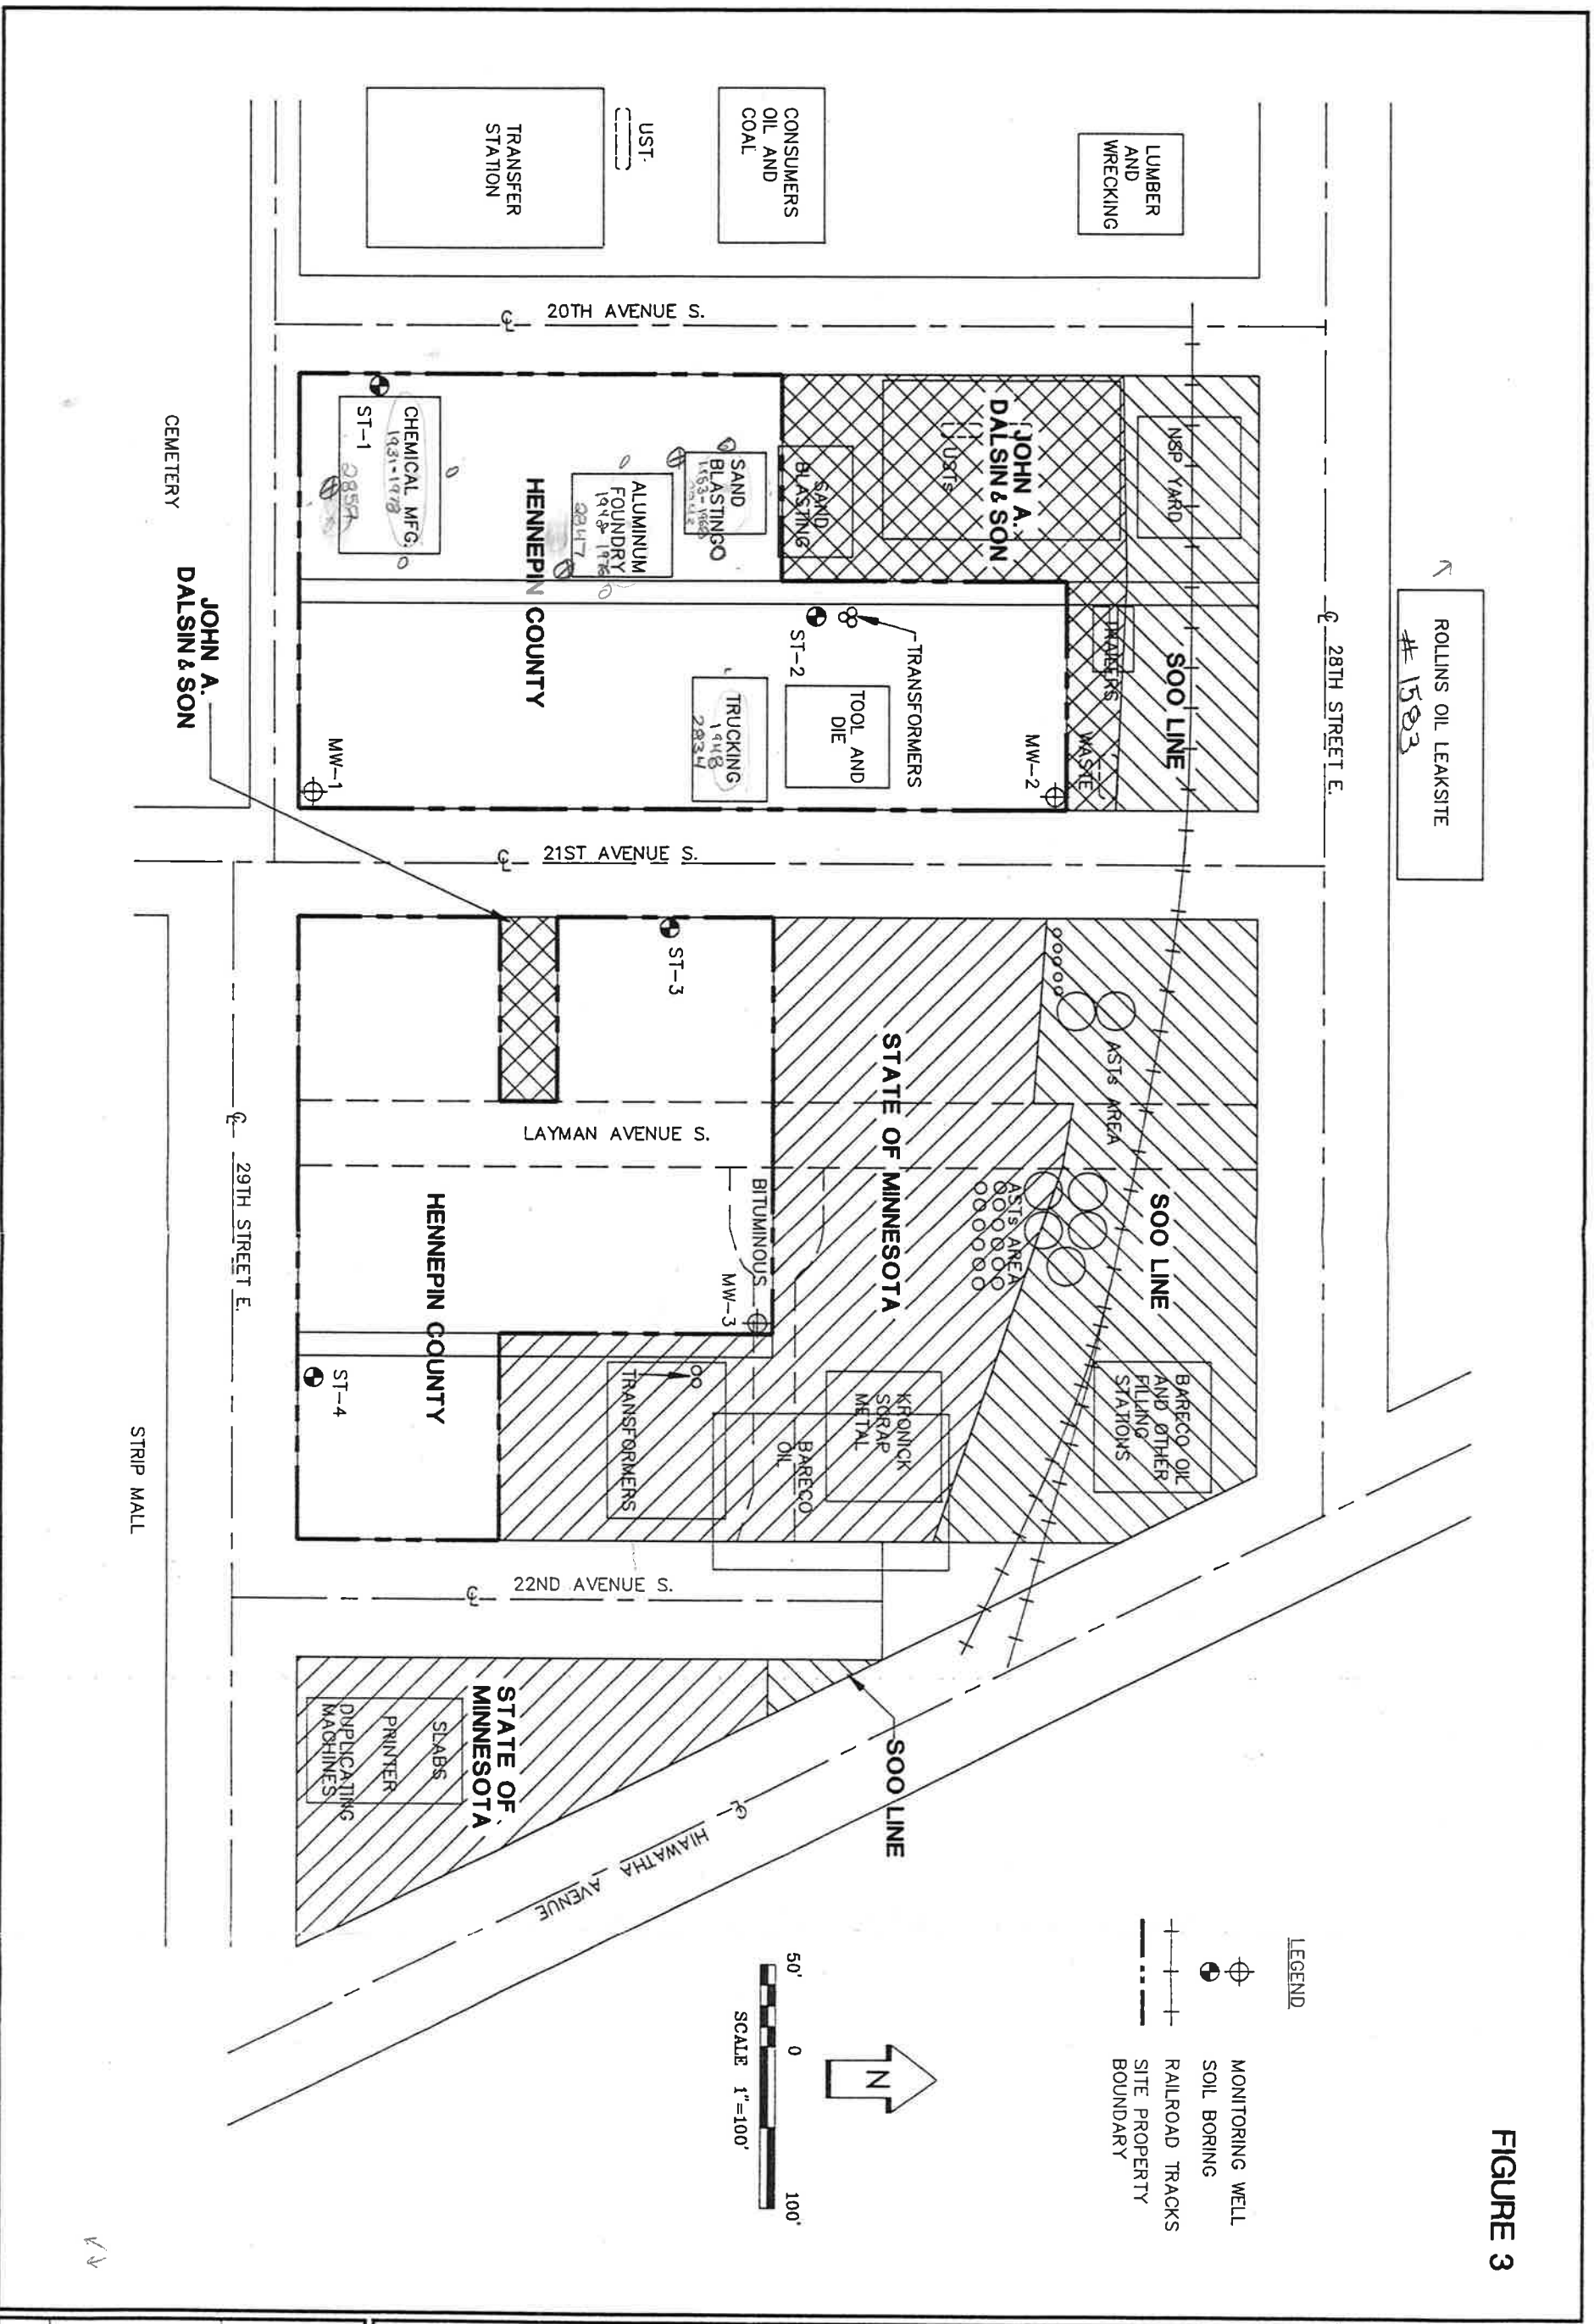 FIGURE 3
ROLLINS OIL LEAKSITE
# 1583
28TH STREET E.
LUMBER
AND
WRECKING
CONSUMERS
OIL AND
COAL
UST
TRANSFER
STATION
20TH AVENUE S.
NSP YARD
JOHN A.
DALSIN & SON
USTs
SAND
BLASTING
SAND
BLASTING
ALUMINUM
FOUNDRY
2847
CHEMICAL MFG.
1931-1978
ST-1
HENNEPIN COUNTY
SOO LINE
TRAILERS
WASTE
TRANSFORMERS
ST-2
TOOL AND
DIE
TRUCKING
1948
2834
MW-2
MW-1
CEMETERY
JOHN A.
DALSIN & SON
21ST AVENUE S.
ST-3
STATE OF MINNESOTA
ASTs AREA
SOO LINE
ASTs AREA
LAYMAN AVENUE S.
BITUMINOUS
MW-3
HENNEPIN COUNTY
ST-4
29TH STREET E.
BARECO OIL
AND OTHER
FILLING
STATIONS
KRONICK
SCRAP
METAL
BARECO
OIL
TRANSFORMERS
STRIP MALL
22ND AVENUE S.
STATE OF
MINNESOTA
SLABS
PRINTER
DUPLICATING
MACHINES
SOO LINE
HIAWATHA AVENUE
LEGEND
MONITORING WELL
SOIL BORING
RAILROAD TRACKS
SITE PROPERTY
BOUNDARY
N
50' 0 100'
SCALE 1"=100'